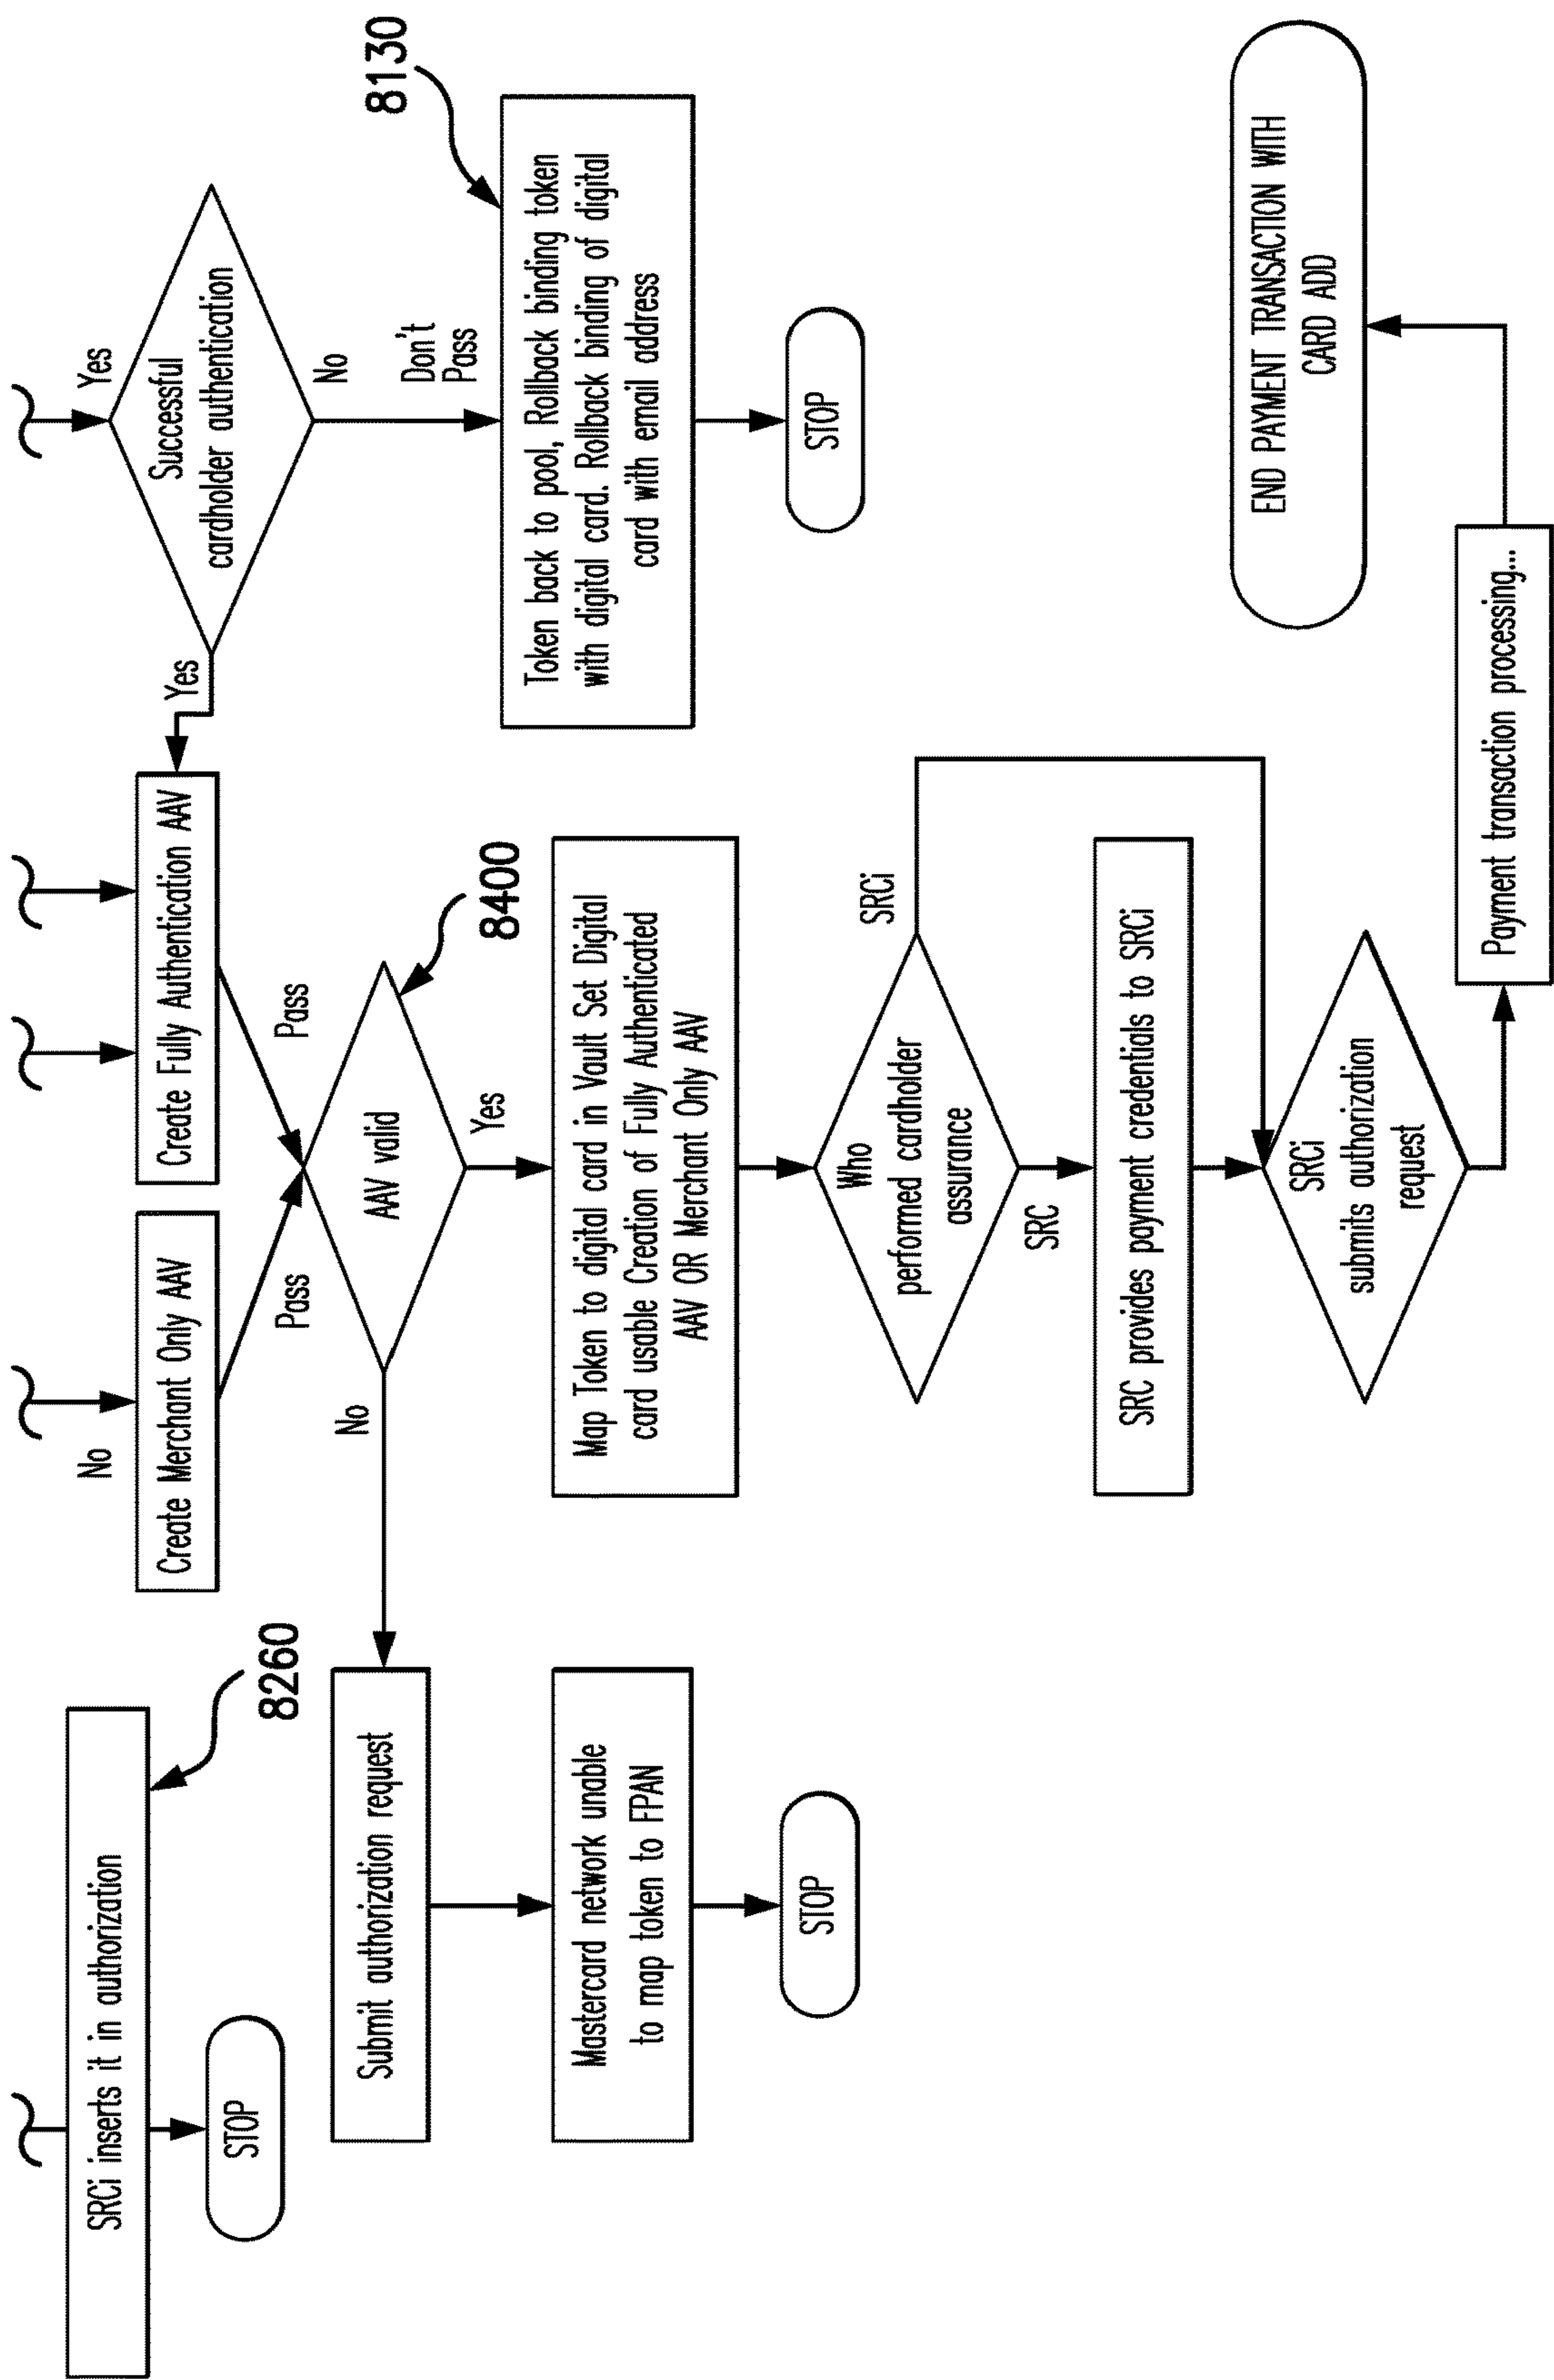 SRCi inserts it in authorization
8260
STOP
No
Create Merchant Only AAV
Pass
Create Fully Authentication AAV
Pass
Yes
Yes
Successful
cardholder authentication
No
Don't
Pass
8130
Token back to pool, Rollback binding token
with digital card. Rollback binding of digital
card with email address
STOP
AAV valid
8400
No
Yes
Submit authorization request
Mastercard network unable
to map token to FPAN
STOP
Map Token to digital card in Vault Set Digital
card usable Creation of Fully Authenticated
AAV OR Merchant Only AAV
Who
performed cardholder
assurance
SRCi
SRC
SRC provides payment credentials to SRCi
SRCi
submits authorization
request
Payment transaction processing...
END PAYMENT TRANSACTION WITH
CARD ADD